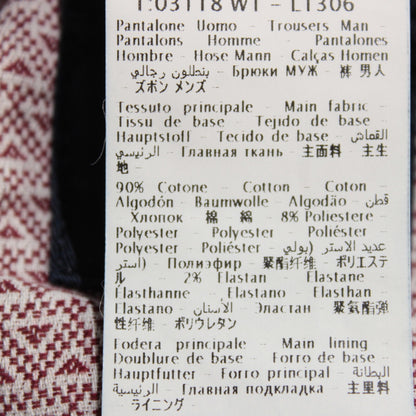 T:03118 WT - LT306
Pantalone Uomo - Trousers Man -
Pantalons Homme - Pantalones
Hombre - Hose Mann - Calças Homen
- بنطلون رجالي - Брюки МУЖ - 裤 男人
- ズボン メンズ -
Tessuto principale - Main fabric -
Tissu de base - Tejido de base -
Hauptstoff - Tecido de base - القماش
الرئيسي - Главная ткань - 主面料 - 主生
地 -
90% Cotone - Cotton - Coton -
Algodón - Baumwolle - Algodão - قطن -
Хлопок 棉 綿 - 8% Poliestere -
Polyester Polyester - Poliéster -
Polyester - Poliéster - عديد الاستر (بولي
أستر) - Полиэфир - 聚酯纤维 - ポリエステ
ル - 2% Elastan - Elastane -
Élasthanne - Elastano - Elasthan -
Elastano - الأستان - Эластан - 聚氨酯弹
性纤维 - ポリウレタン
Fodera principale - Main lining -
Doublure de base - Forro de base -
Hauptfutter - Forro principal - البطانة
الرئيسية - Главная подкладка - 主里料
- ライニング -